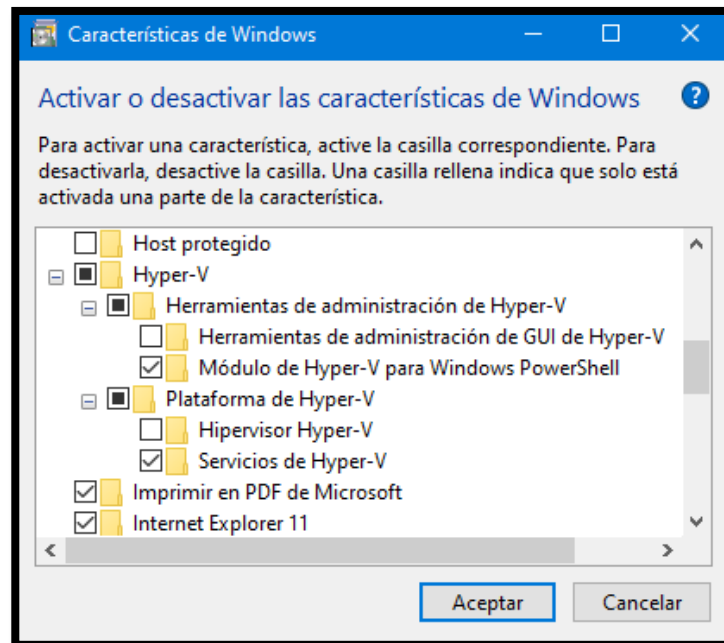 Características de Windows
Activar o desactivar las características de Windows
Para activar una característica, active la casilla correspondiente. Para
desactivarla, desactive la casilla. Una casilla rellena indica que solo está
activada una parte de la característica.
Host protegido
Hyper-V
Herramientas de administración de Hyper-V
Herramientas de administración de GUI de Hyper-V
Módulo de Hyper-V para Windows PowerShell
Plataforma de Hyper-V
Hipervisor Hyper-V
Servicios de Hyper-V
Imprimir en PDF de Microsoft
Internet Explorer 11
Aceptar Cancelar